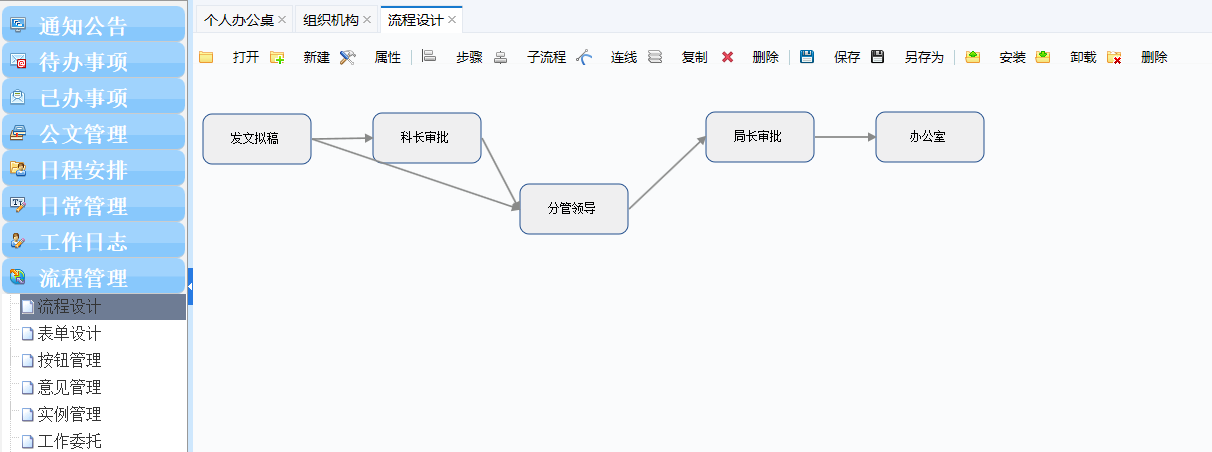 通知公告
待办事项
已办事项
公文管理
日程安排
日常管理
工作日志
流程管理
流程设计
表单设计
按钮管理
意见管理
实例管理
工作委托
个人办公桌 组织机构 流程设计
打开 新建 属性 步骤 子流程 连线 复制 删除 保存 另存为 安装 卸载 删除
发文拟稿 科长审批 局长审批 办公室
分管领导